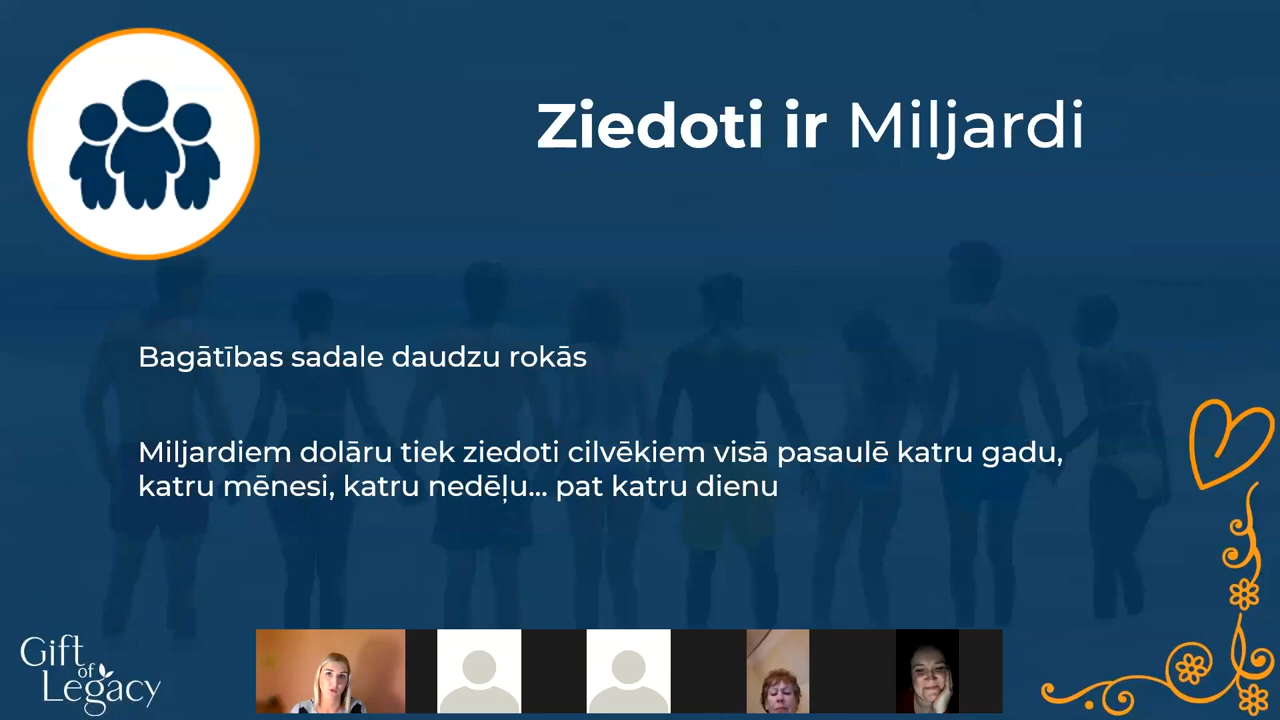 Ziedoti ir Miljardi
Bagātības sadale daudzu rokās
Miljardiem dolāru tiek ziedoti cilvēkiem visā pasaulē katru gadu,
katru mēnesi, katru nedēļu... pat katru dienu
Gift
of
Legacy